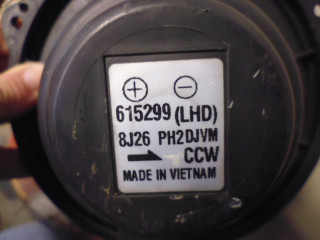 ⊕ ⊖
615299 (LHD)
8J26 PH2DJVM
→ CCW
MADE IN VIETNAM